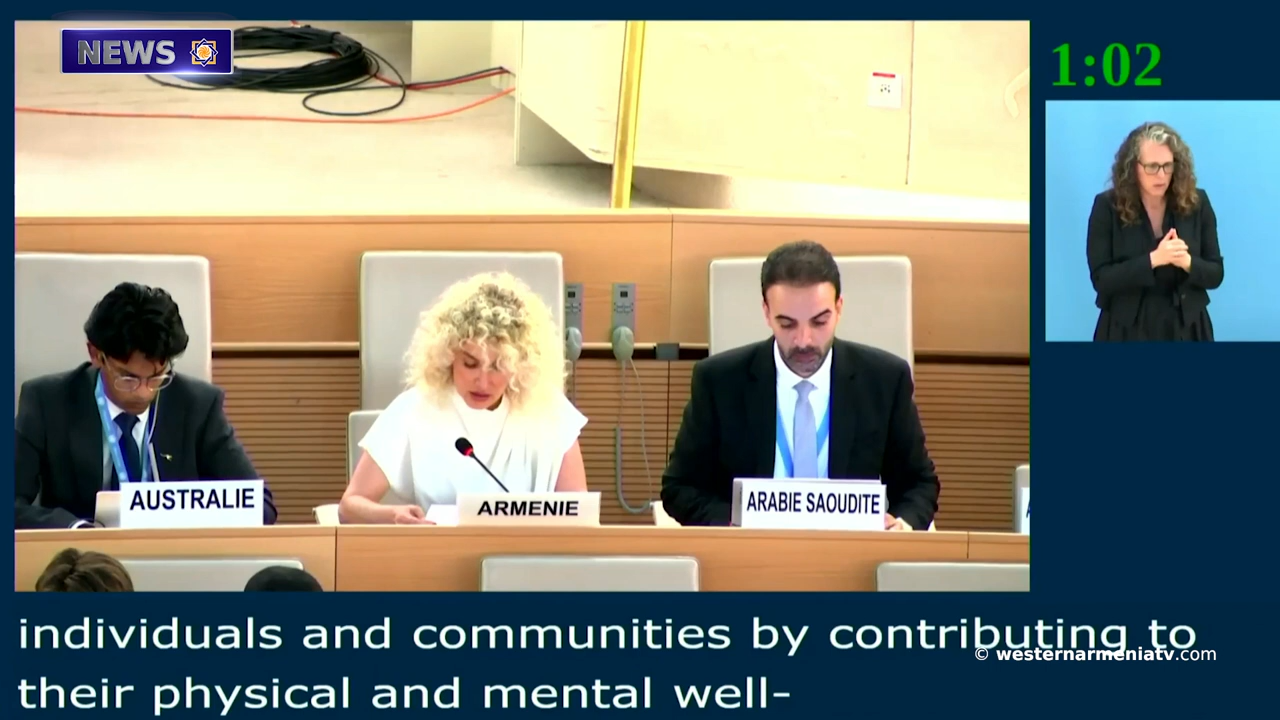 NEWS
1:02
AUSTRALIE
ARMENIE
ARABIE SAOUDITE
individuals and communities by contributing to
© westernarmeniatv.com
their physical and mental well-